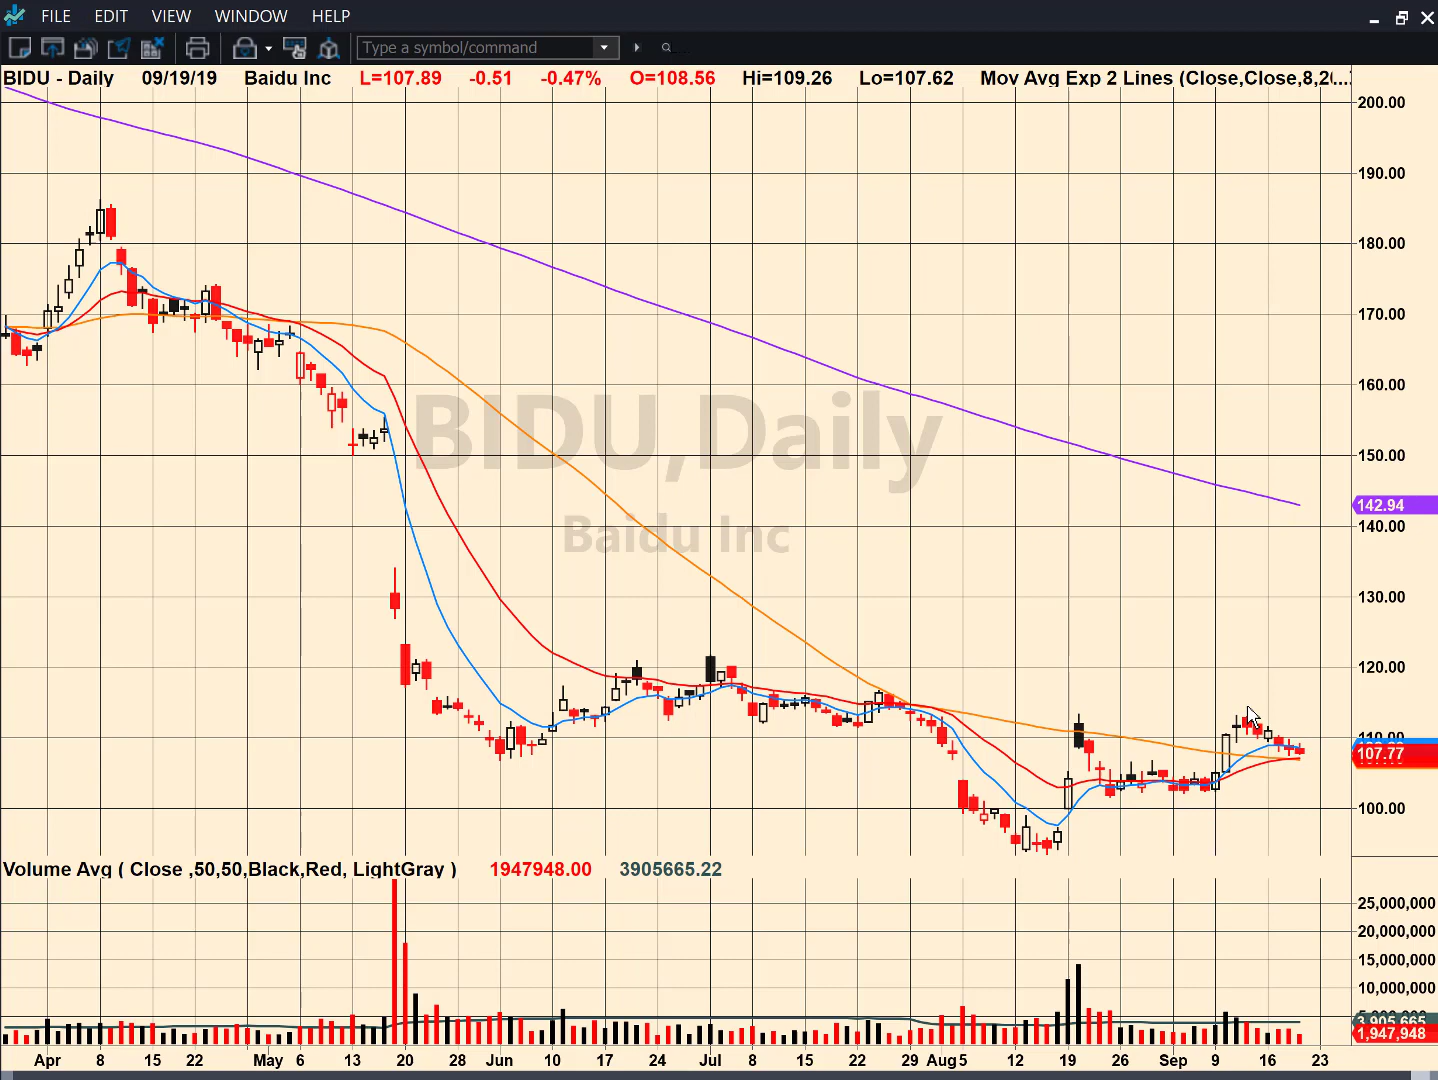 FILE EDIT VIEW WINDOW HELP
Type a symbol/command
BIDU - Daily 09/19/19 Baidu Inc L=107.89 -0.51 -0.47% O=108.56 Hi=109.26 Lo=107.62 Mov Avg Exp 2 Lines (Close,Close,8,2
200.00
190.00
180.00
170.00
160.00
BIDU,Daily
150.00
142.94
140.00
Baidu Inc
130.00
120.00
110.00
107.77
100.00
Volume Avg ( Close ,50,50,Black,Red, LightGray ) 1947948.00 3905665.22
25,000,000
20,000,000
15,000,000
10,000,000
3,905,665
1,947,948
Apr 8 15 22 May 6 13 20 28 Jun 10 17 24 Jul 8 15 22 29 Aug 5 12 19 26 Sep 9 16 23